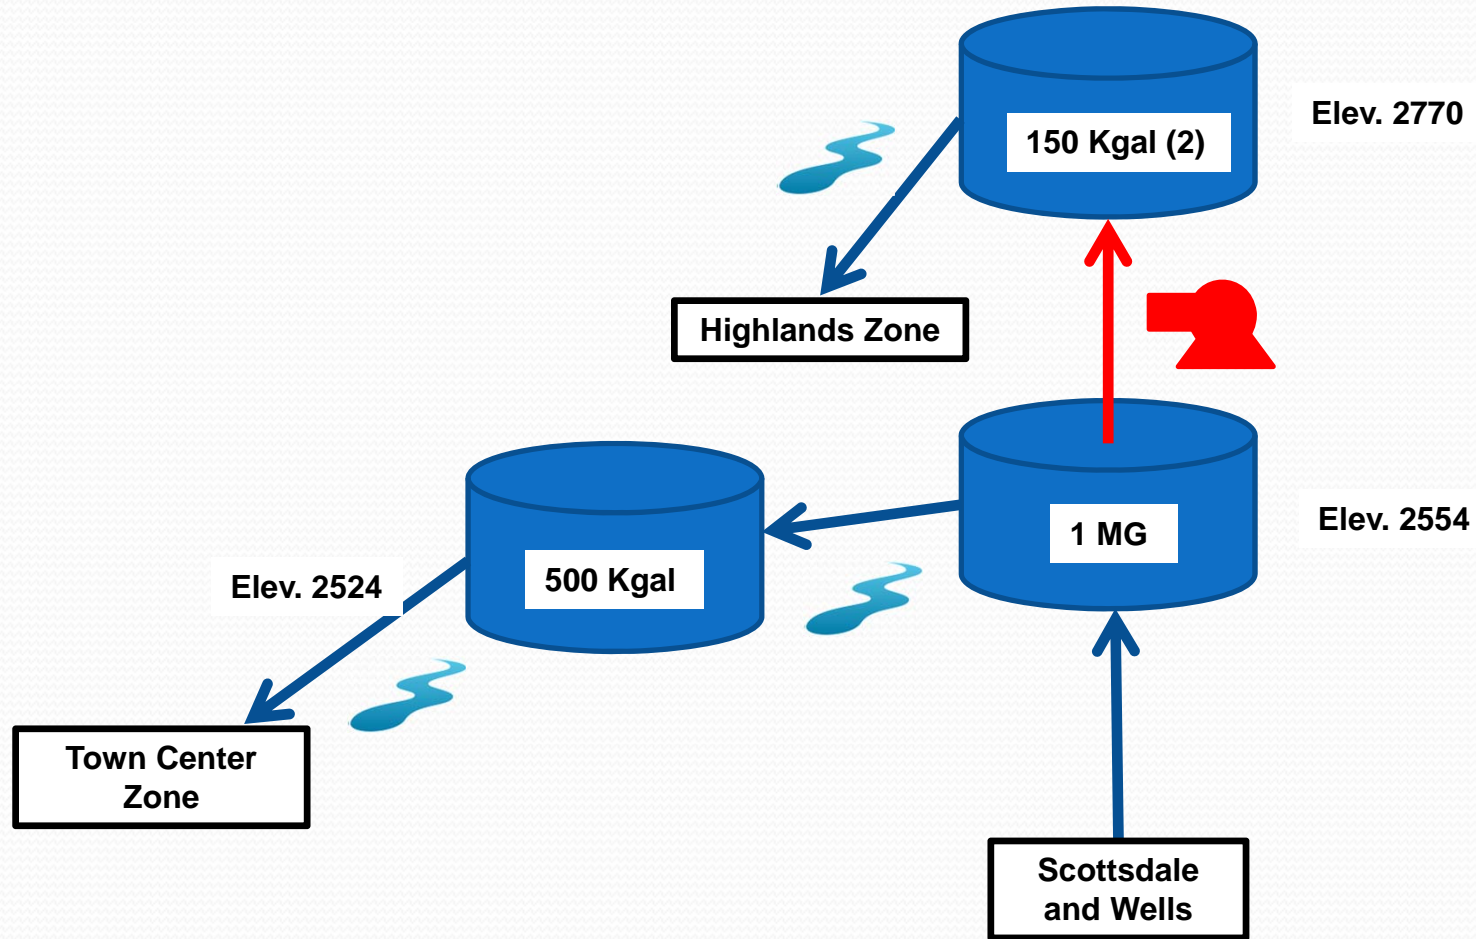 150 Kgal (2)
Elev. 2770
Highlands Zone
1 MG
Elev. 2554
500 Kgal
Elev. 2524
Town Center
Zone
Scottsdale
and Wells